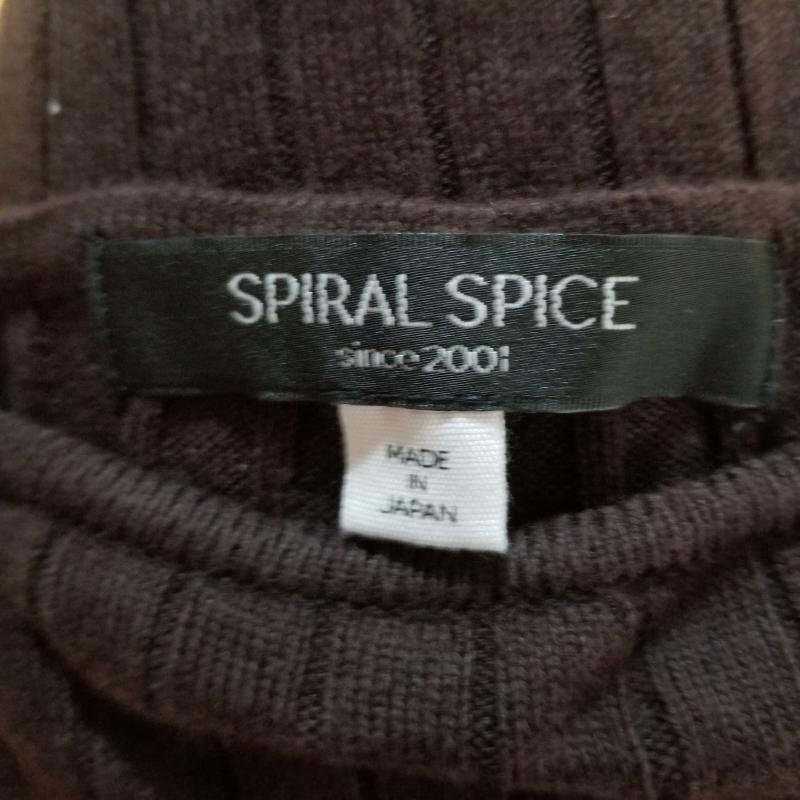 SPIRAL SPICE
since 2001
MADE
IN
JAPAN